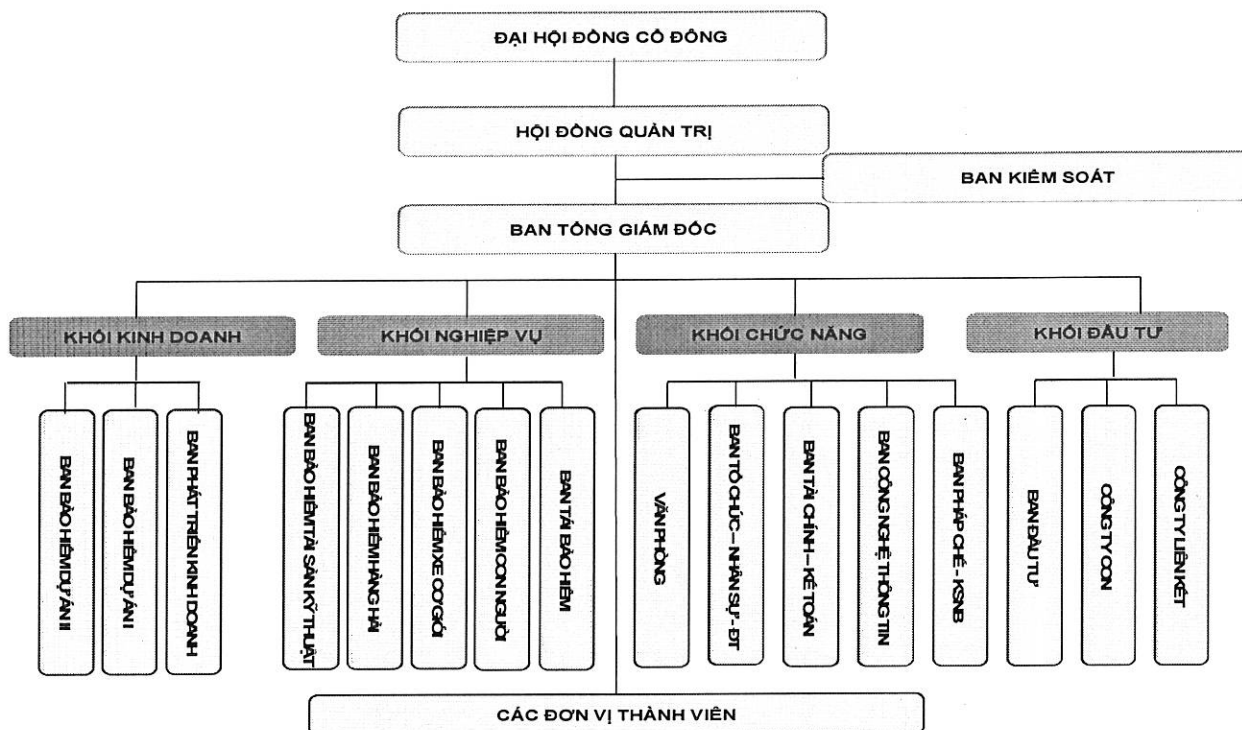 ĐẠI HỘI ĐỒNG CỔ ĐÔNG
HỘI ĐỒNG QUẢN TRỊ
BAN KIỂM SOÁT
BAN TỔNG GIÁM ĐỐC
KHỐI KINH DOANH
KHỐI NGHIỆP VỤ
KHỐI CHỨC NĂNG
KHỐI ĐẦU TƯ
BAN BẢO HIỂM DỰ ÁN II
BAN BẢO HIỂM DỰ ÁN I
BAN PHÁT TRIỂN KINH DOANH
BAN BẢO HIỂM TÀI SẢN KỸ THUẬT
BAN BẢO HIỂM HÀNG HẢI
BAN BẢO HIỂM XE CƠ GIỚI
BAN BẢO HIỂM CON NGƯỜI
BAN TÁI BẢO HIỂM
VĂN PHÒNG
BAN TỔ CHỨC – NHÂN SỰ - ĐT
BAN TÀI CHÍNH – KẾ TOÁN
BAN CÔNG NGHỆ THÔNG TIN
BAN PHÁP CHẾ - KSNB
BAN ĐẦU TƯ
CÔNG TY CON
CÔNG TY LIÊN KẾT
CÁC ĐƠN VỊ THÀNH VIÊN